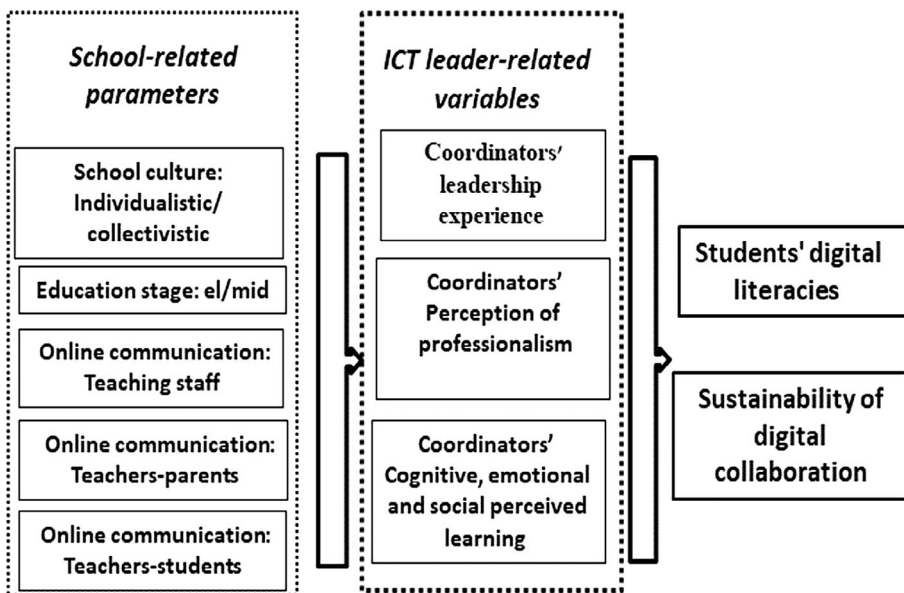 School-related
parameters
School culture:
Individualistic/
collectivistic
Education stage: el/mid
Online communication:
Teaching staff
Online communication:
Teachers-parents
Online communication:
Teachers-students
ICT leader-related
variables
Coordinators'
leadership
experience
Coordinators'
Perception of
professionalism
Coordinators'
Cognitive, emotional
and social perceived
learning
Students' digital
literacies
Sustainability of
digital
collaboration